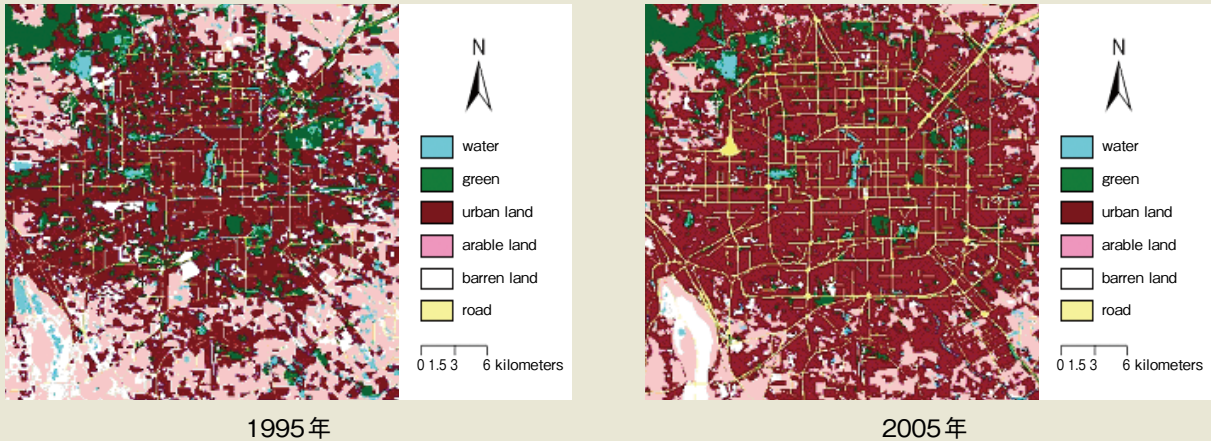 N
water
green
urban land
arable land
barren land
road
0 1.5 3 6 kilometers
1995年
N
water
green
urban land
arable land
barren land
road
0 1.5 3 6 kilometers
2005年